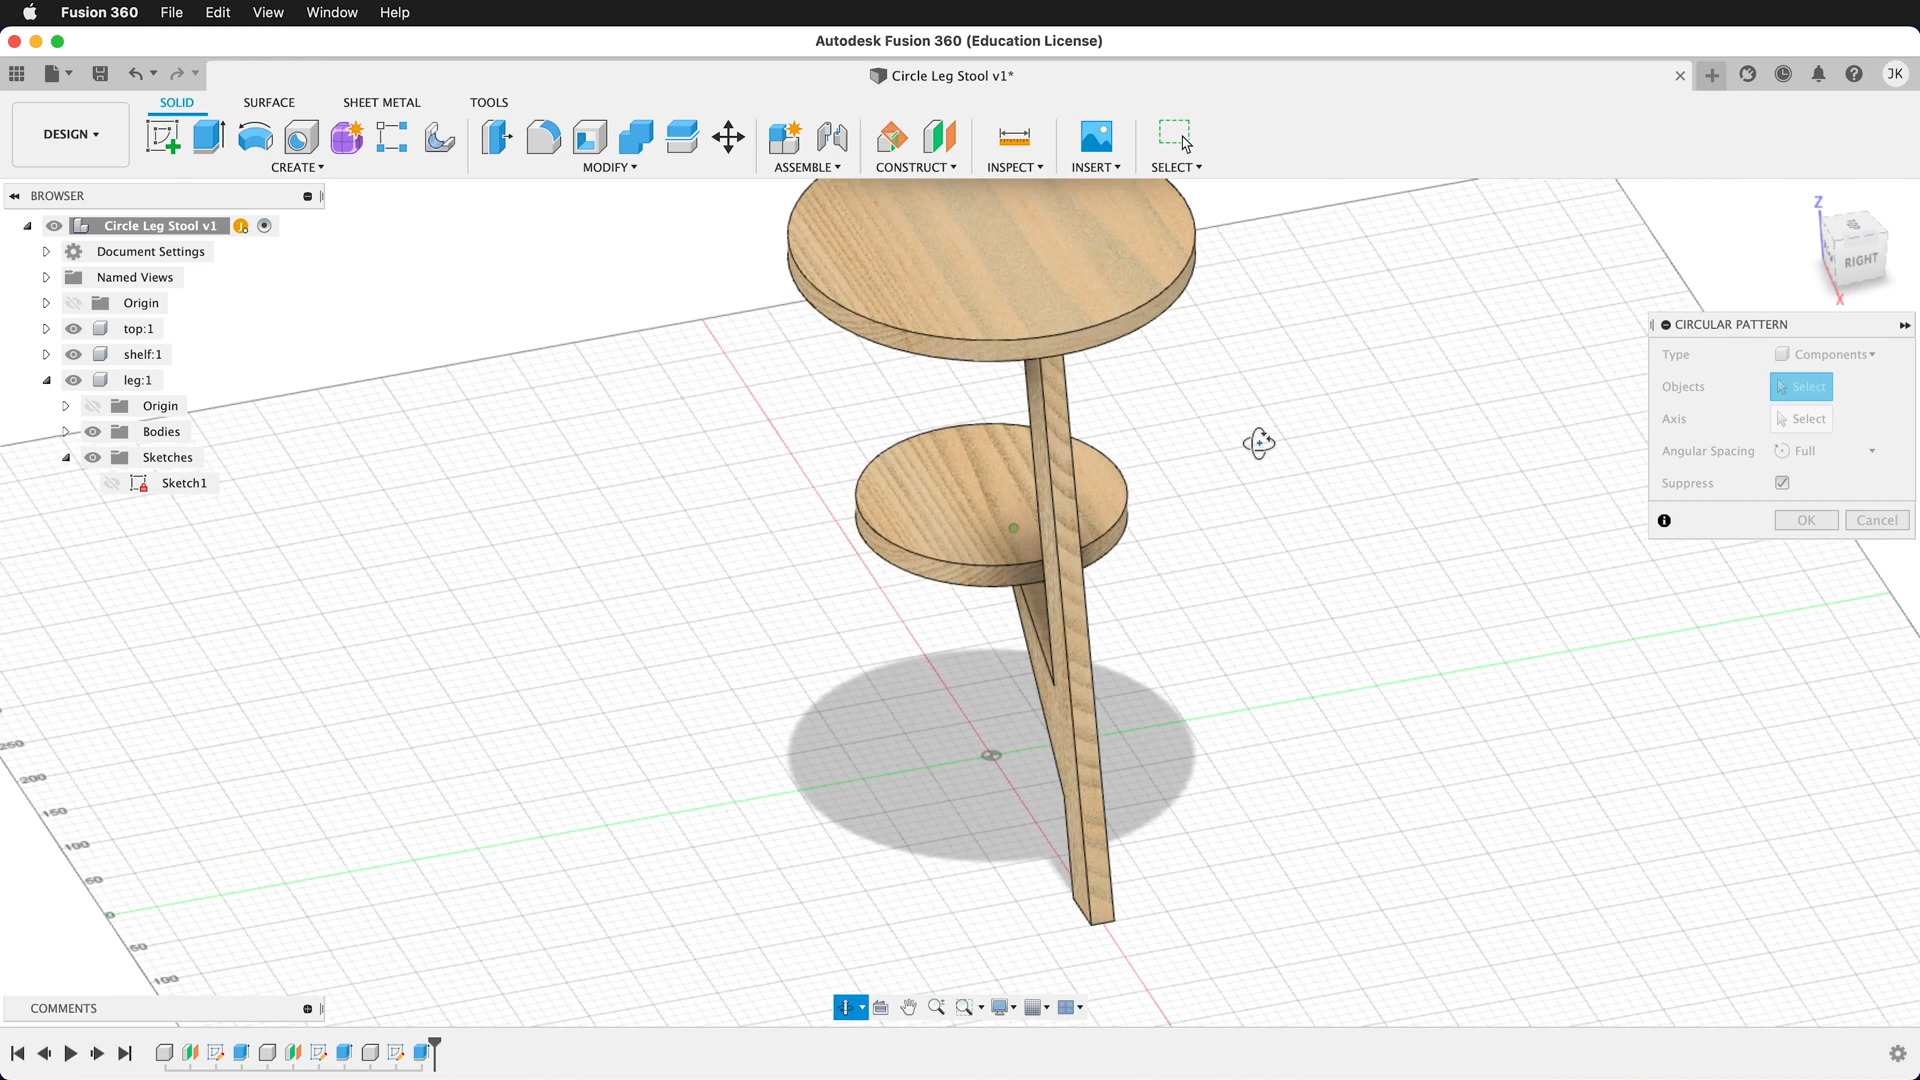 Fusion 360 File Edit View Window Help
Autodesk Fusion 360 (Education License)
Circle Leg Stool v1*
JK
SOLID SURFACE SHEET METAL TOOLS
DESIGN
CREATE MODIFY ASSEMBLE CONSTRUCT INSPECT INSERT SELECT
BROWSER
Circle Leg Stool v1
Document Settings
Named Views
Origin
top:1
shelf:1
leg:1
Origin
Bodies
Sketches
Sketch1
Z
RIGHT
X
CIRCULAR PATTERN
Type Components
Objects Select
Axis Select
Angular Spacing Full
Suppress
OK Cancel
250
200
150
100
50
0
50
100
COMMENTS